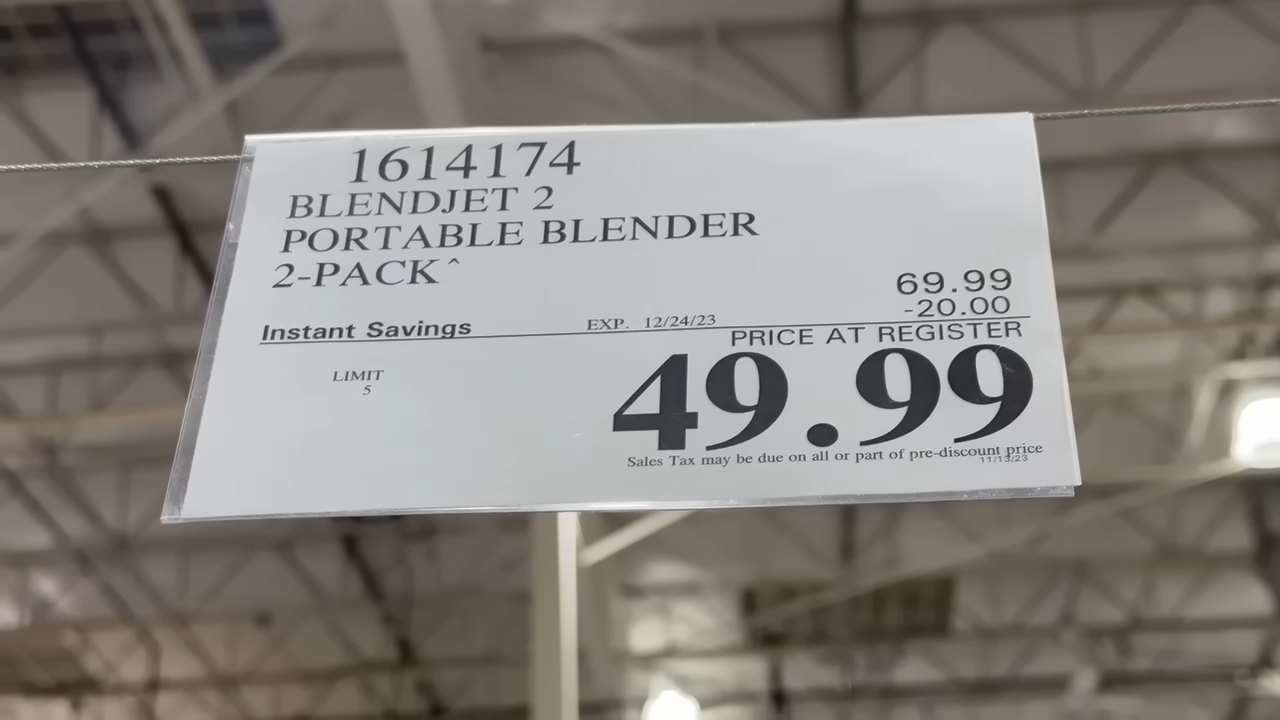 1614174
BLENDJET 2
PORTABLE BLENDER
2-PACK^
69.99
Instant Savings EXP. 12/24/23 -20.00
PRICE AT REGISTER
LIMIT
5
49.99
Sales Tax may be due on all or part of pre-discount price
11/13/23